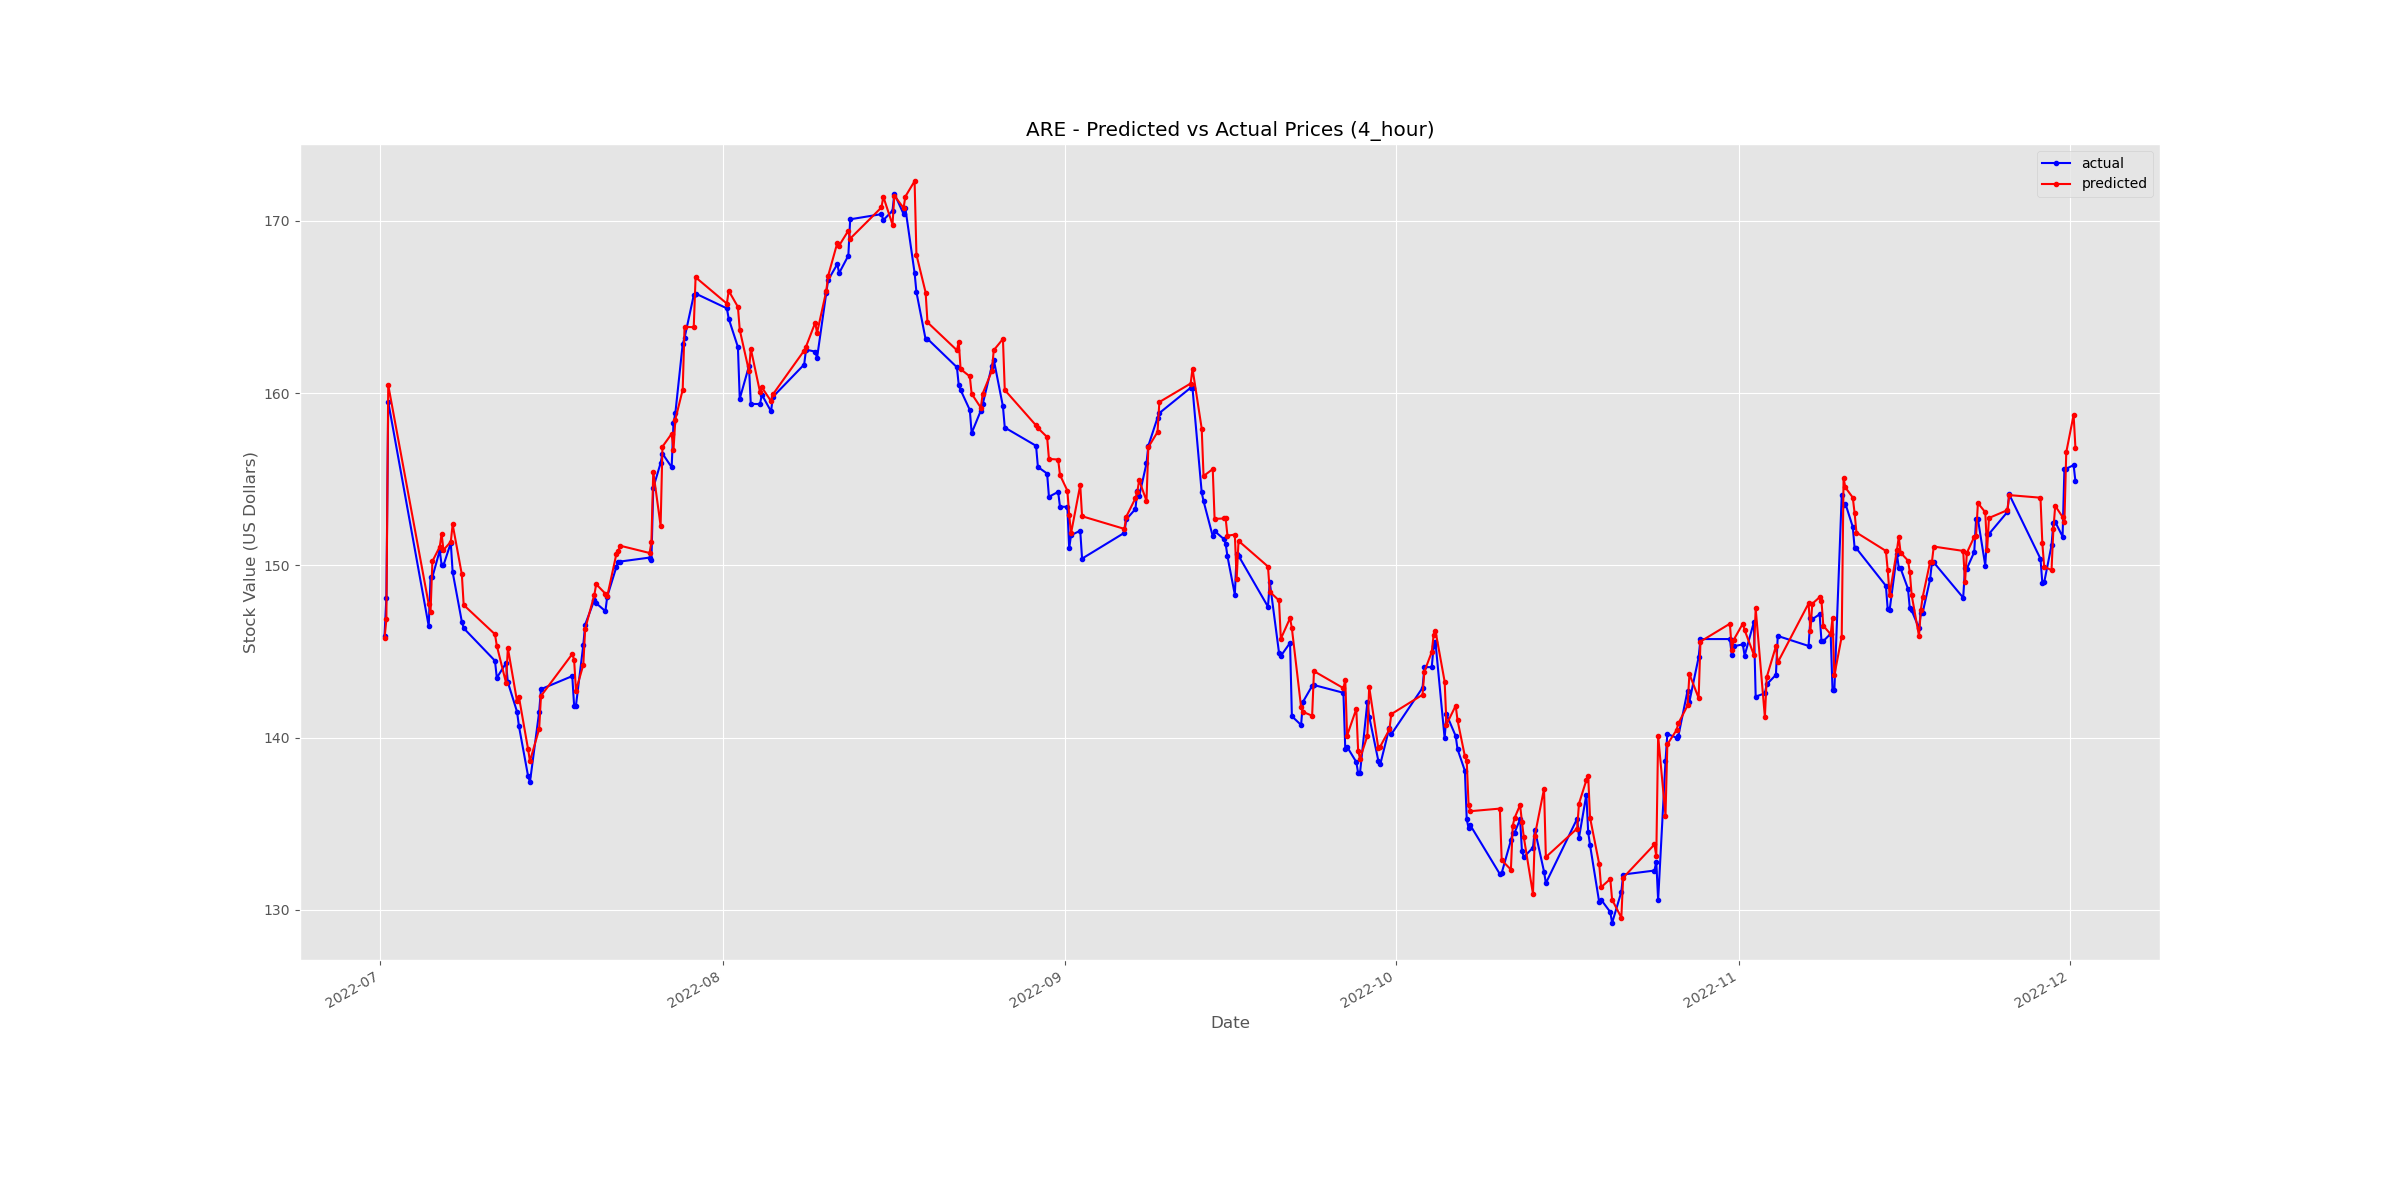 ARE - Predicted vs Actual Prices (4_hour)
actual
predicted
170
160
150
140
130
Stock Value (US Dollars)
2022-07
2022-08
2022-09
2022-10
2022-11
2022-12
Date